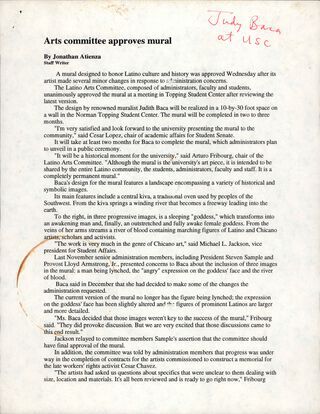 Judy Baca
at USC
Arts committee approves mural
By Jonathan Atienza
Staff Writer
A mural designed to honor Latino culture and history was approved Wednesday after its
artist made several minor changes in response to administration concerns.
The Latino Arts Committee, composed of administrators, faculty and students,
unanimously approved the mural at a meeting in Topping Student Center after reviewing the
latest version.
The design by renowned muralist Judith Baca will be realized in a 10-by-30 foot space on
a wall in the Norman Topping Student Center. The mural will be completed in two to three
months.
"I'm very satisfied and look forward to the university presenting the mural to the
community," said Cesar Lopez, chair of academic affairs for Student Senate.
It will take at least two months for Baca to complete the mural, which administrators plan
to unveil in a public ceremony.
"It will be a historical moment for the university," said Arturo Fribourg, chair of the
Latino Arts Committee. "Although the mural is the university's art piece, it is intended to be
shared by the entire Latino community, the students, administrators, faculty and staff. It is a
completely permanent mural."
Baca's design for the mural features a landscape encompassing a variety of historical and
symbolic images.
Its main features include a central kiva, a tradisational oven used by peoples of the
Southwest. From the kiva springs a winding river that becomes a freeway leading into the
earth.
To the right, in three progressive images, is a sleeping "goddess," which transforms into
an awakening man and, finally, an outstretched and fully awake female goddess. From the
veins of her arms streams a river of blood containing marching figures of Latino and Chicano
artists, scholars and activists.
"The work is very much in the genre of Chicano art," said Michael L. Jackson, vice
president for Student Affairs.
Last November senior administration members, including President Steven Sample and
Provost Lloyd Armstrong, Jr., presented concerns to Baca about the inclusion of three images
in the mural: a man being lynched, the "angry" expression on the goddess' face and the river
of blood.
Baca said in December that she had decided to make some of the changes the
administration requested.
The current version of the mural no longer has the figure being lynched; the expression
on the goddess' face had been slightly altered and the figures of prominent Latinos are larger
and more detailed.
"Ms. Baca decided that those images weren't key to the success of the mural," Fribourg
said. "They did provoke discussion. But we are very excited that those discussions came to
this end result."
Jackson relayed to committee members Sample's assertion that the committee should
have final approval of the mural.
In addition, the committee was told by administration members that progress was under
way in the completion of contracts for the artists commissioned to construct a memorial for
the late workers' rights activist Cesar Chavez.
"The artists had asked us questions about specifics that were unclear to them dealing with
size, location and materials. It's all been reviewed and is ready to go right now," Fribourg